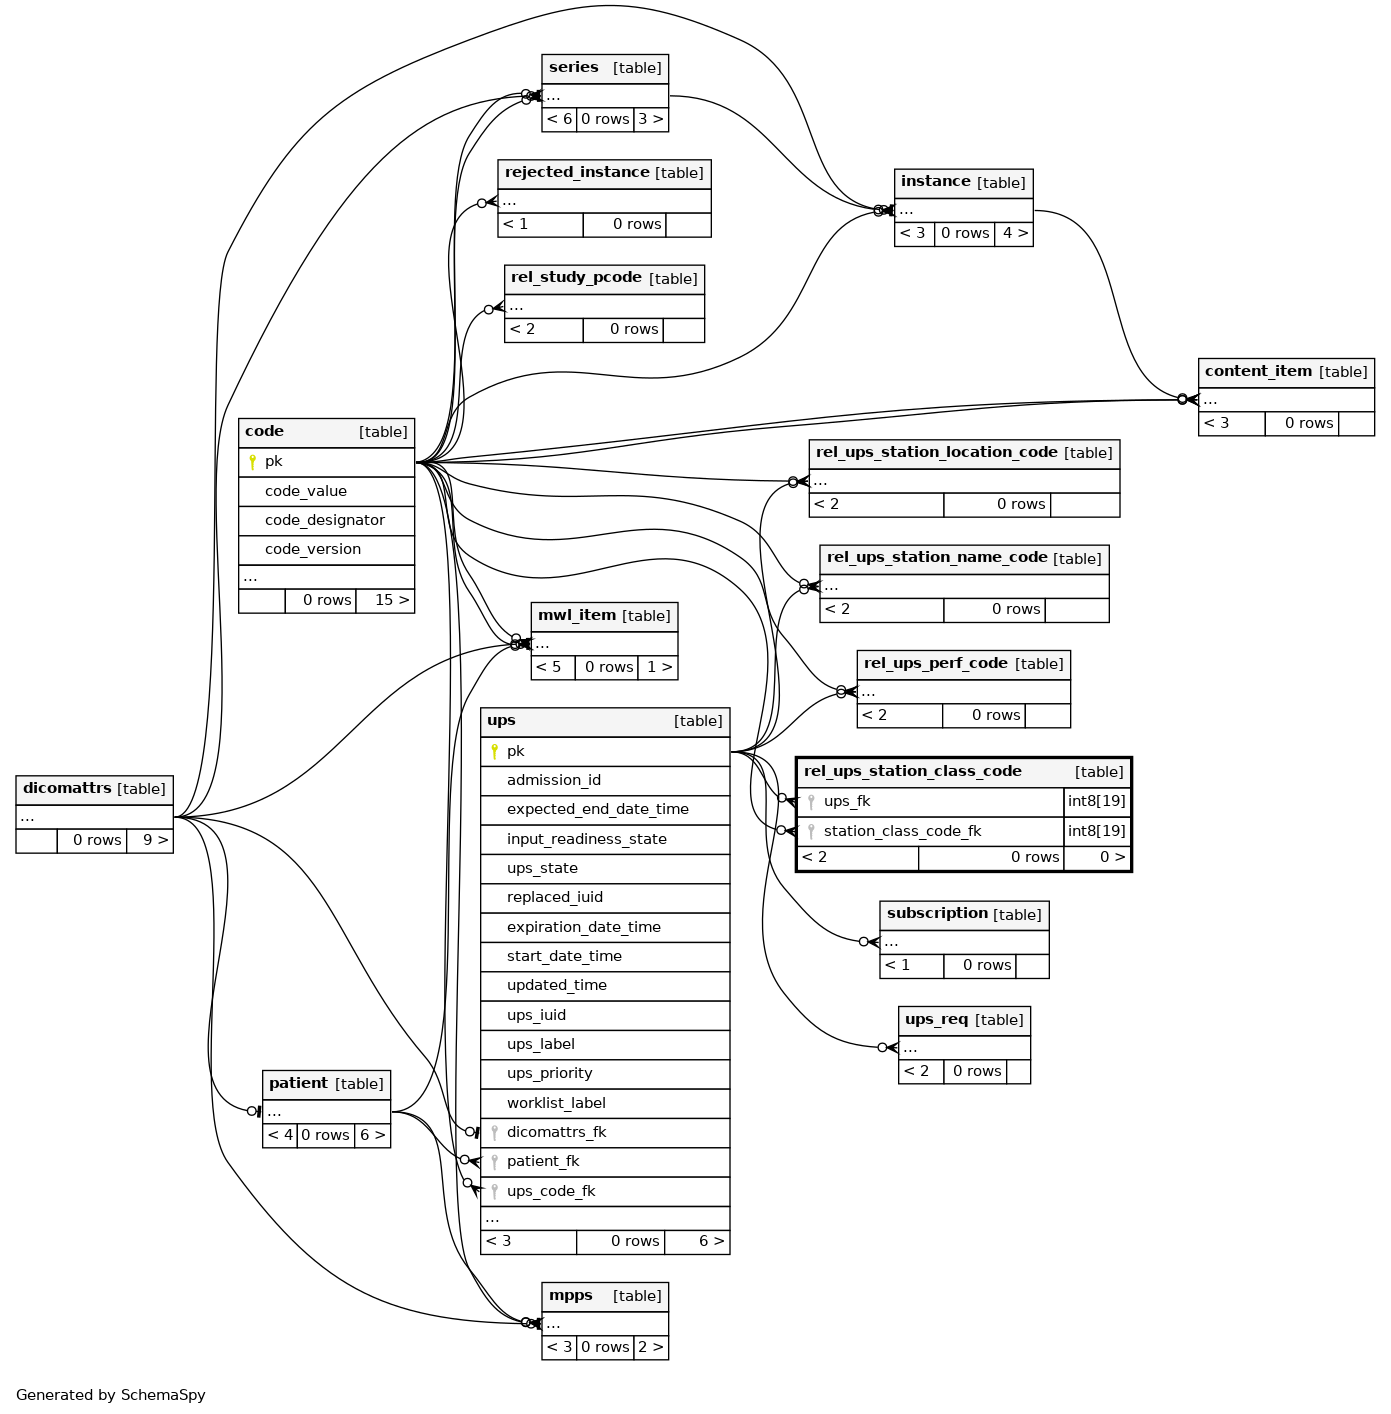 series [table]
...
< 6 0 rows 3 >
rejected_instance [table]
...
< 1 0 rows
instance [table]
...
< 3 0 rows 4 >
rel_study_pcode [table]
...
< 2 0 rows
content_item [table]
...
< 3 0 rows
code [table]
pk
code_value
code_designator
code_version
...
0 rows 15 >
rel_ups_station_location_code [table]
...
< 2 0 rows
rel_ups_station_name_code [table]
...
< 2 0 rows
mwl_item [table]
...
< 5 0 rows 1 >
rel_ups_perf_code [table]
...
< 2 0 rows
ups [table]
pk
admission_id
expected_end_date_time
input_readiness_state
ups_state
replaced_iuid
expiration_date_time
start_date_time
updated_time
ups_iuid
ups_label
ups_priority
worklist_label
dicomattrs_fk
patient_fk
ups_code_fk
...
< 3 0 rows 6 >
rel_ups_station_class_code [table]
ups_fk int8[19]
station_class_code_fk int8[19]
< 2 0 rows 0 >
dicomattrs [table]
...
0 rows 9 >
subscription [table]
...
< 1 0 rows
ups_req [table]
...
< 2 0 rows
patient [table]
...
< 4 0 rows 6 >
mpps [table]
...
< 3 0 rows 2 >
Generated by SchemaSpy